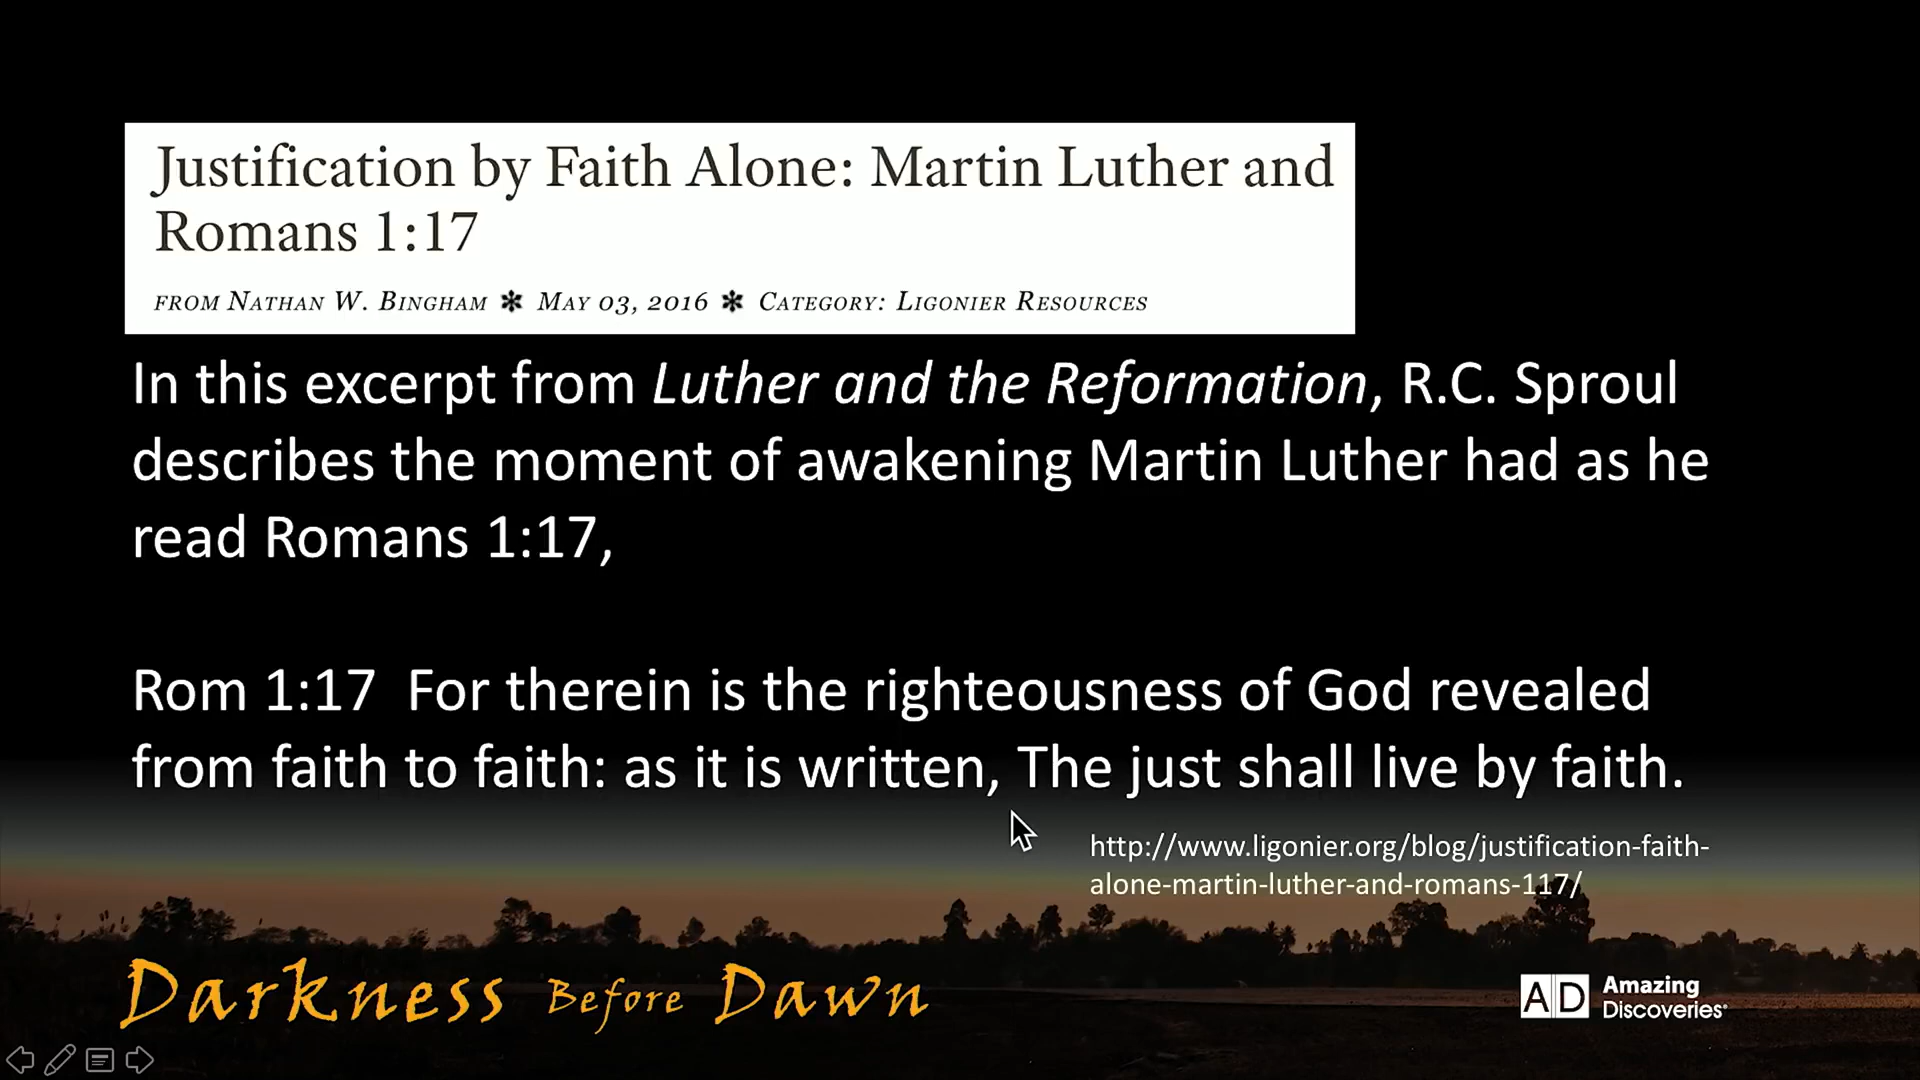 Justification by Faith Alone: Martin Luther and
Romans 1:17
FROM NATHAN W. BINGHAM ✻ MAY 03, 2016 ✻ CATEGORY: LIGONIER RESOURCES
In this excerpt from Luther and the Reformation, R.C. Sproul
describes the moment of awakening Martin Luther had as he
read Romans 1:17,
Rom 1:17  For therein is the righteousness of God revealed
from faith to faith: as it is written, The just shall live by faith.
http://www.ligonier.org/blog/justification-faith-
alone-martin-luther-and-romans-117/
Darkness Before Dawn
AD Amazing
Discoveries